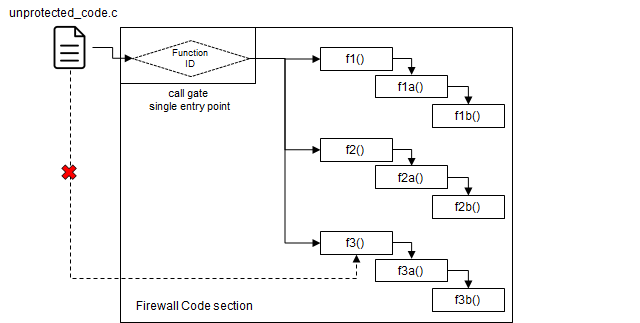 unprotected_code.c
Function
ID
call gate
single entry point
f1()
f1a()
f1b()
f2()
f2a()
f2b()
f3()
f3a()
f3b()
Firewall Code section